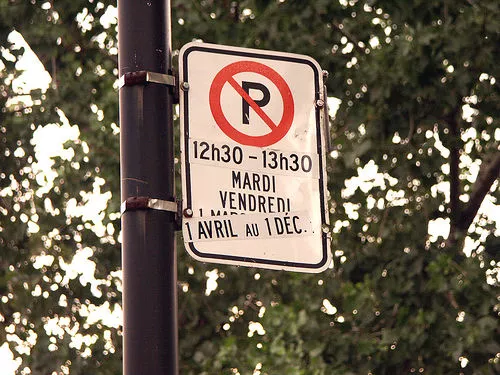 P
12h30 - 13h30
MARDI
VENDREDI
1 AVRIL AU 1 DÉC.